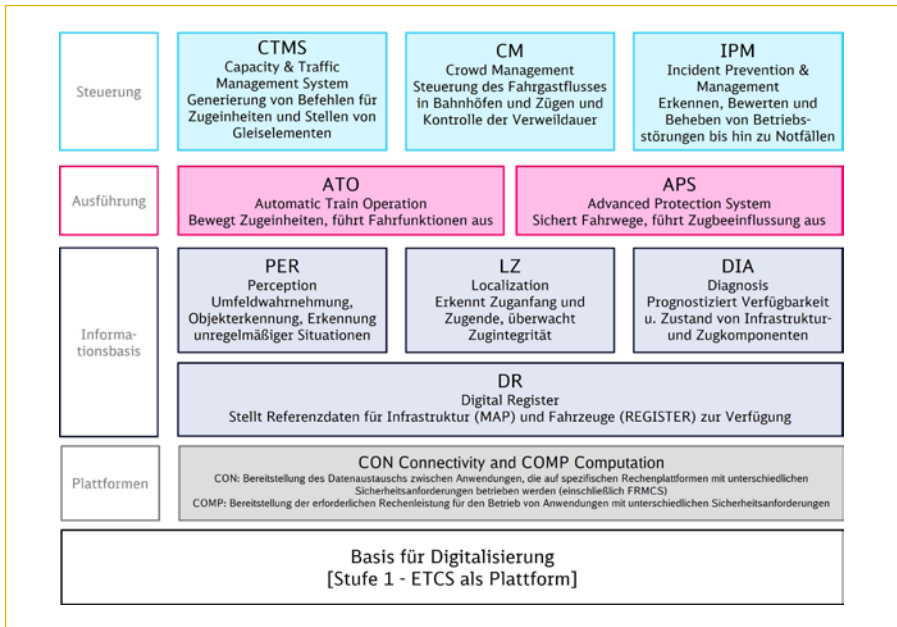 Steuerung
CTMS
Capacity & Traffic
Management System
Generierung von Befehlen für
Zugeinheiten und Stellen von
Gleiselementen
CM
Crowd Management
Steuerung des Fahrgastflusses
in Bahnhöfen und Zügen und
Kontrolle der Verweildauer
IPM
Incident Prevention &
Management
Erkennen, Bewerten und
Beheben von Betriebs-
störungen bis hin zu Notfällen
Ausführung
ATO
Automatic Train Operation
Bewegt Zugeinheiten, führt Fahrfunktionen aus
APS
Advanced Protection System
Sichert Fahrwege, führt Zugbeeinflussung aus
Informa-
tionsbasis
PER
Perception
Umfeldwahrnehmung,
Objekterkennung, Erkennung
unregelmäßiger Situationen
LZ
Localization
Erkennt Zuganfang und
Zugende, überwacht
Zugintegrität
DIA
Diagnosis
Prognostiziert Verfügbarkeit
u. Zustand von Infrastruktur-
und Zugkomponenten
DR
Digital Register
Stellt Referenzdaten für Infrastruktur (MAP) und Fahrzeuge (REGISTER) zur Verfügung
Plattformen
CON Connectivity and COMP Computation
CON: Bereitstellung des Datenaustauschs zwischen Anwendungen, die auf spezifischen Rechenplattformen mit unterschiedlichen
Sicherheitsanforderungen betrieben werden (einschließlich FRMCS)
COMP: Bereitstellung der erforderlichen Rechenleistung für den Betrieb von Anwendungen mit unterschiedlichen Sicherheitsanforderungen
Basis für Digitalisierung
[Stufe 1 - ETCS als Plattform]